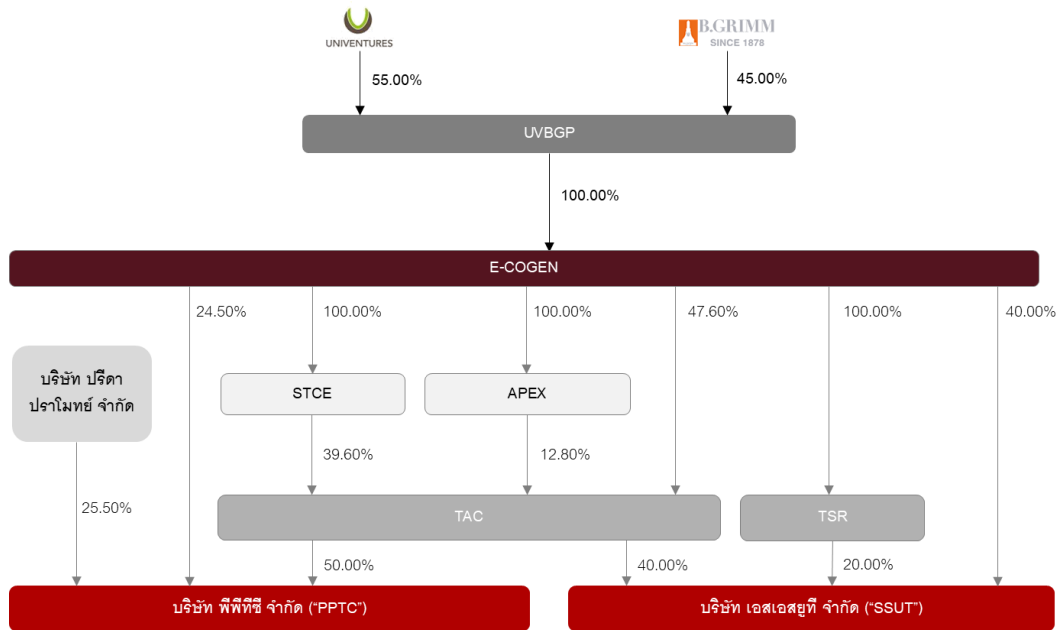 UNIVENTURES
B.GRIMM
SINCE 1878
55.00%
45.00%
UVBGP
100.00%
E-COGEN
24.50%
100.00%
100.00%
47.60%
100.00%
40.00%
บริษัท ปรีดา
ปราโมทย์ จำกัด
STCE
APEX
39.60%
12.80%
25.50%
TAC
TSR
50.00%
40.00%
20.00%
บริษัท พีพีทีซี จำกัด (“PPTC”)
บริษัท เอสเอสยูที จำกัด (“SSUT”)